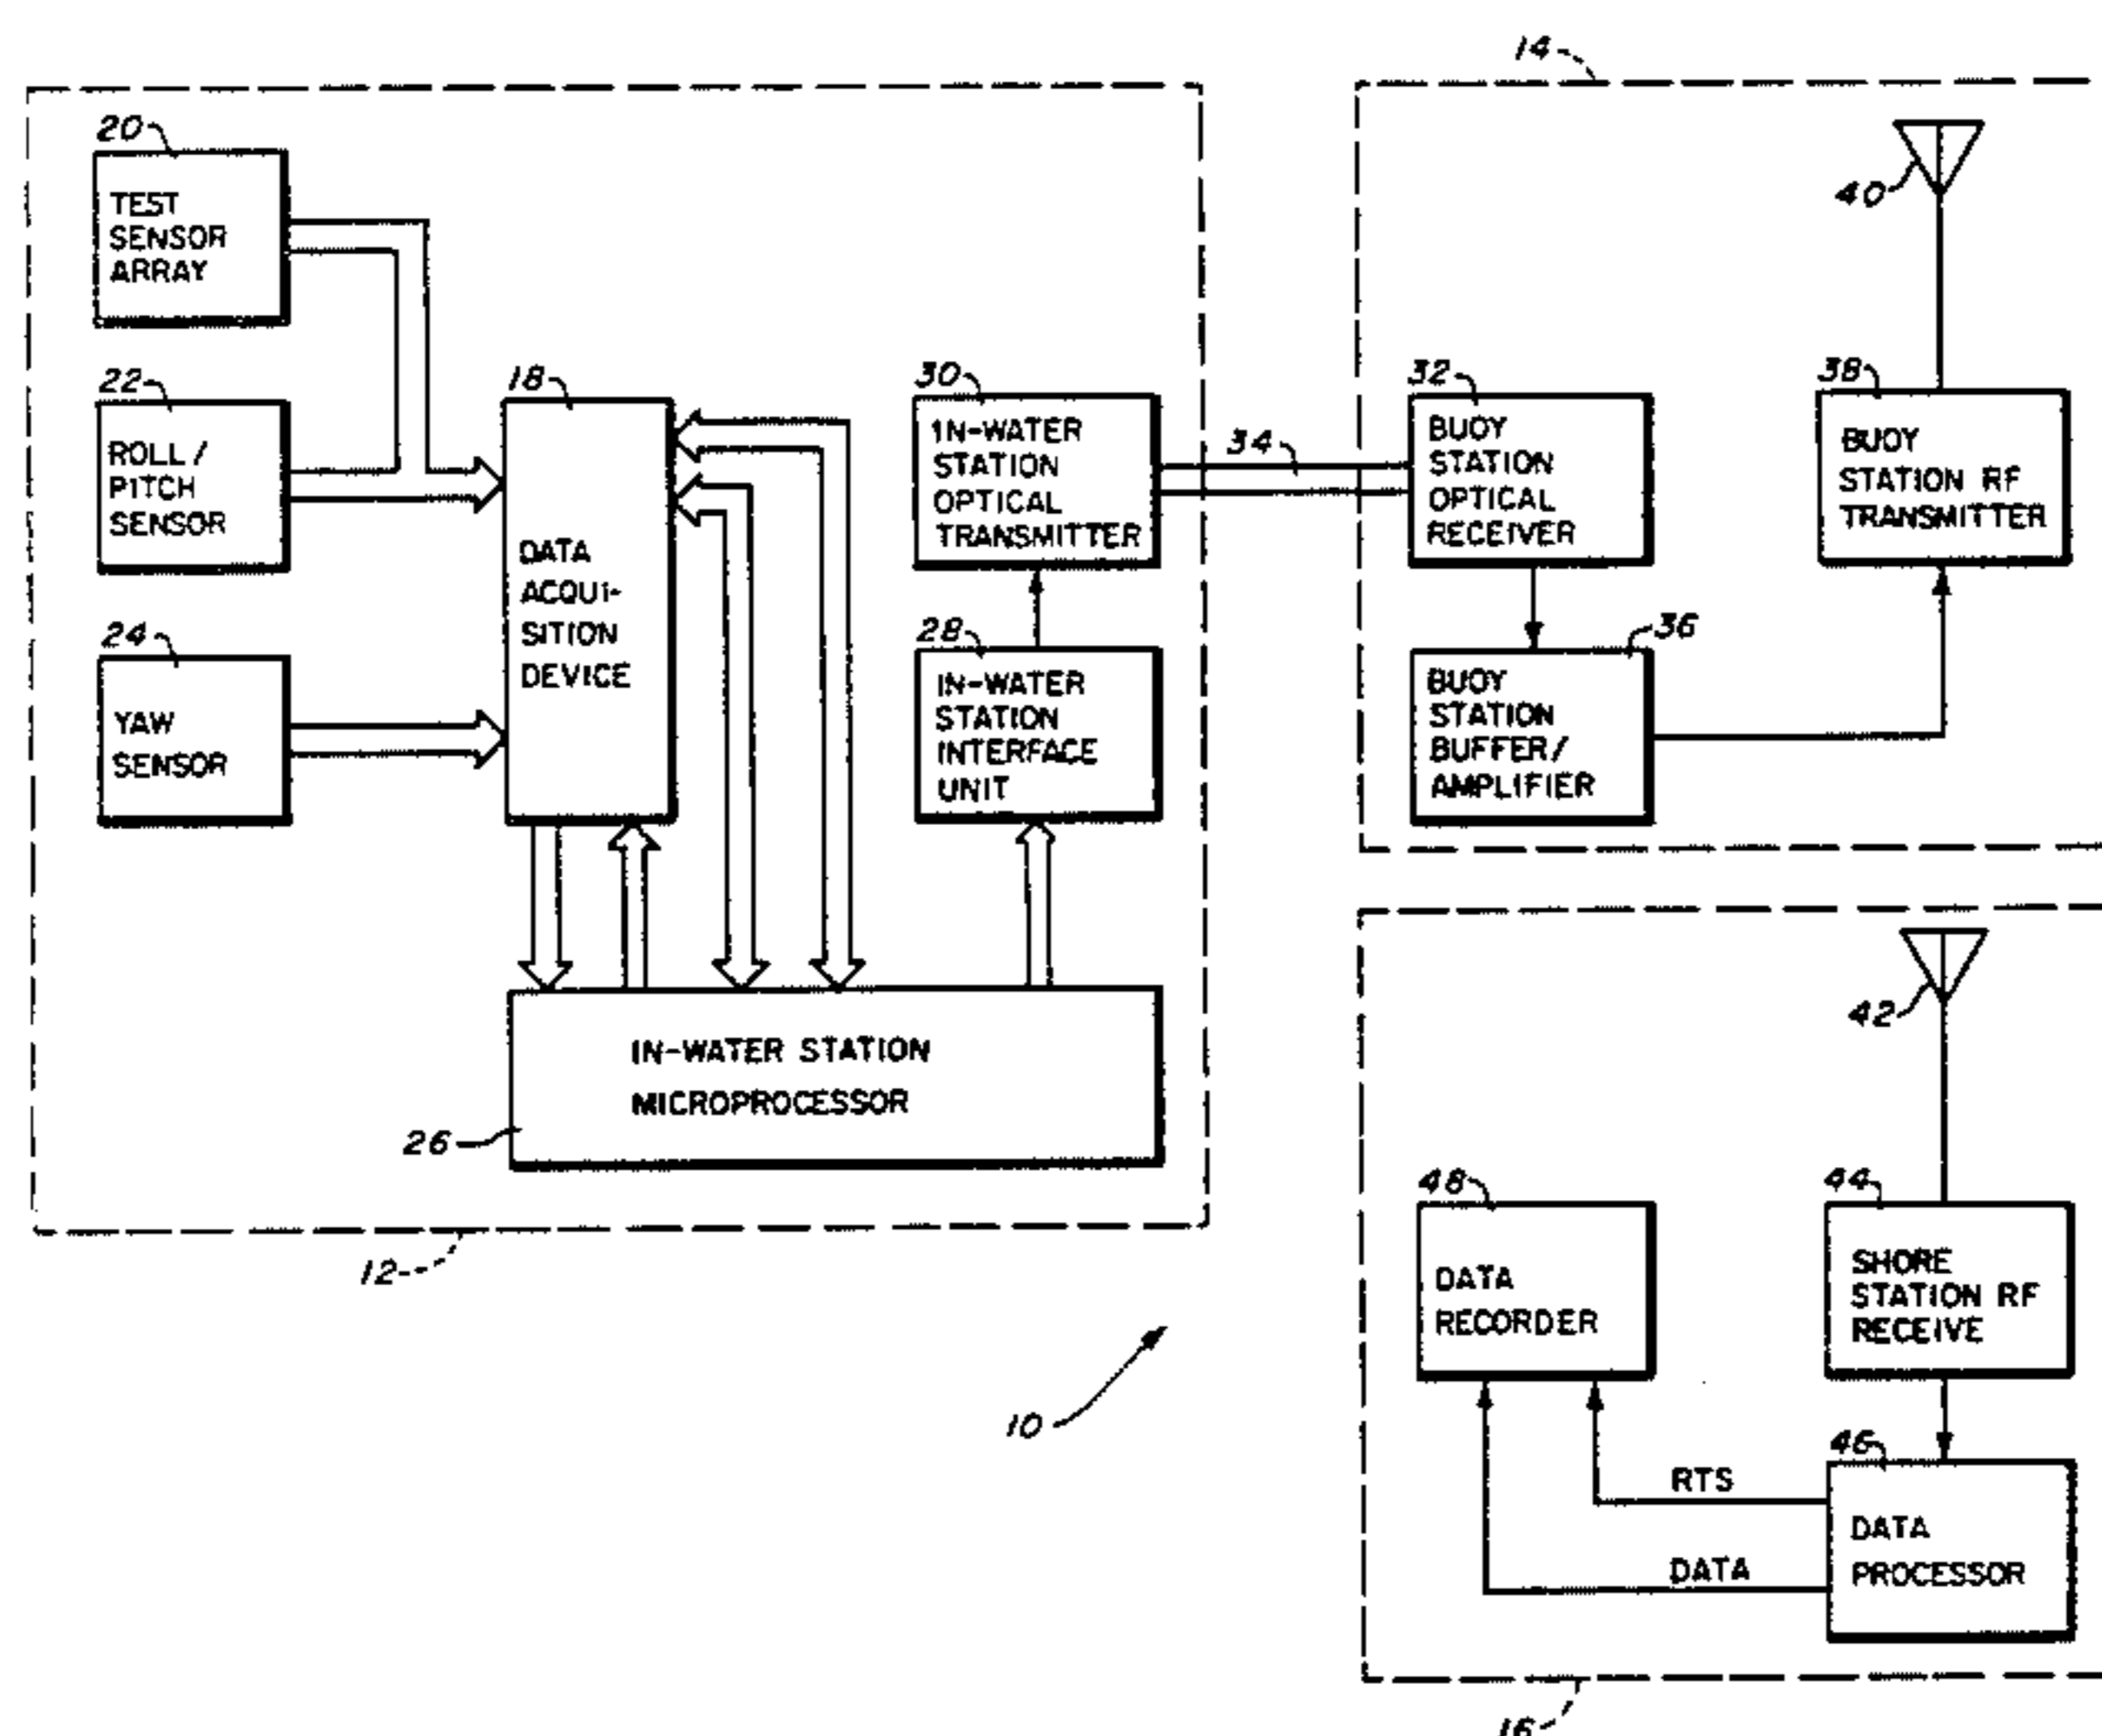 20
TEST
SENSOR
ARRAY
22
ROLL/
PITCH
SENSOR
24
YAW
SENSOR
18
DATA
ACQUI-
SITION
DEVICE
30
IN-WATER
STATION
OPTICAL
TRANSMITTER
28
IN-WATER
STATION
INTERFACE
UNIT
IN-WATER STATION
MICROPROCESSOR
26
12
10
34
14
32
BUOY
STATION
OPTICAL
RECEIVER
36
BUOY
STATION
BUFFER/
AMPLIFIER
40
38
BUOY
STATION RF
TRANSMITTER
42
48
DATA
RECORDER
44
SHORE
STATION RF
RECEIVE
46
DATA
PROCESSOR
RTS
DATA
16